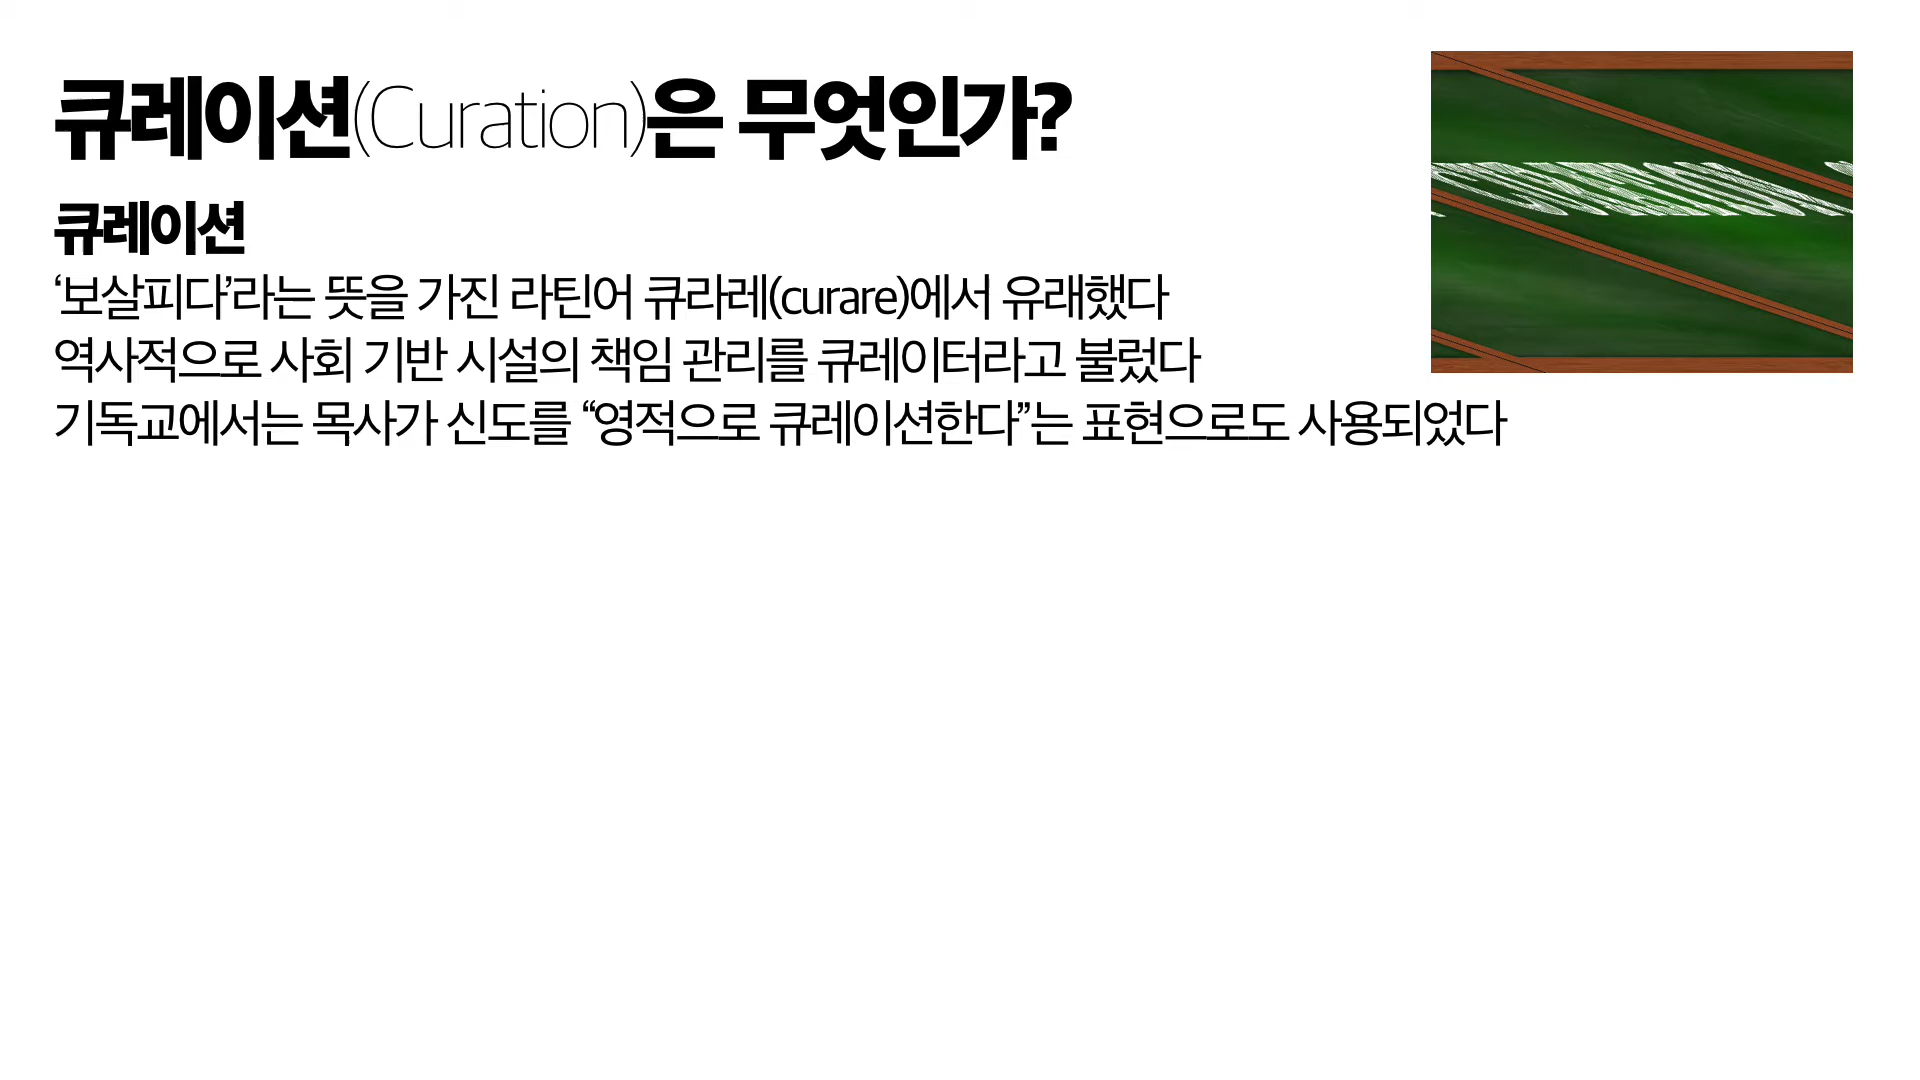 큐레이션(Curation)은 무엇인가?
큐레이션
‘보살피다’라는 뜻을 가진 라틴어 큐라레(curare)에서 유래했다
역사적으로 사회 기반 시설의 책임 관리를 큐레이터라고 불렀다
기독교에서는 목사가 신도를 “영적으로 큐레이션한다”는 표현으로도 사용되었다